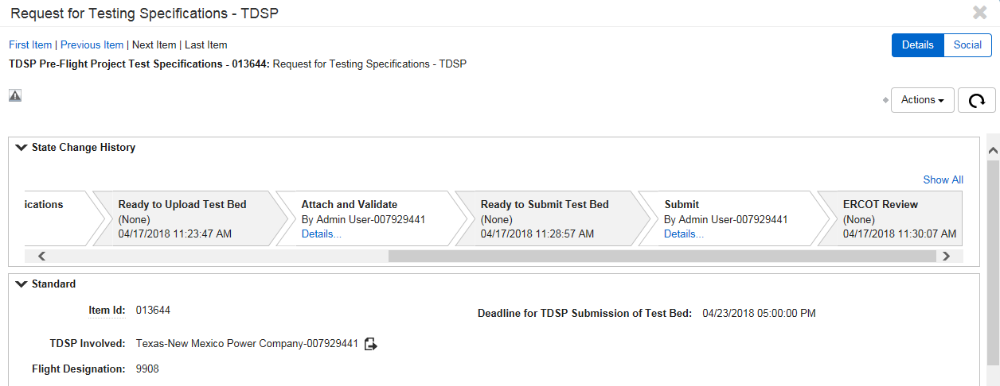 Request for Testing Specifications - TDSP
First Item | Previous Item | Next Item | Last Item
Details Social
TDSP Pre-Flight Project Test Specifications - 013644: Request for Testing Specifications - TDSP
Actions
State Change History
Show All
ications Ready to Upload Test Bed Attach and Validate Ready to Submit Test Bed Submit ERCOT Review
(None) By Admin User-007929441 (None) By Admin User-007929441 (None)
04/17/2018 11:23:47 AM Details... 04/17/2018 11:28:57 AM Details... 04/17/2018 11:30:07 AM
Standard
Item Id: 013644 Deadline for TDSP Submission of Test Bed: 04/23/2018 05:00:00 PM
TDSP Involved: Texas-New Mexico Power Company-007929441
Flight Designation: 9908